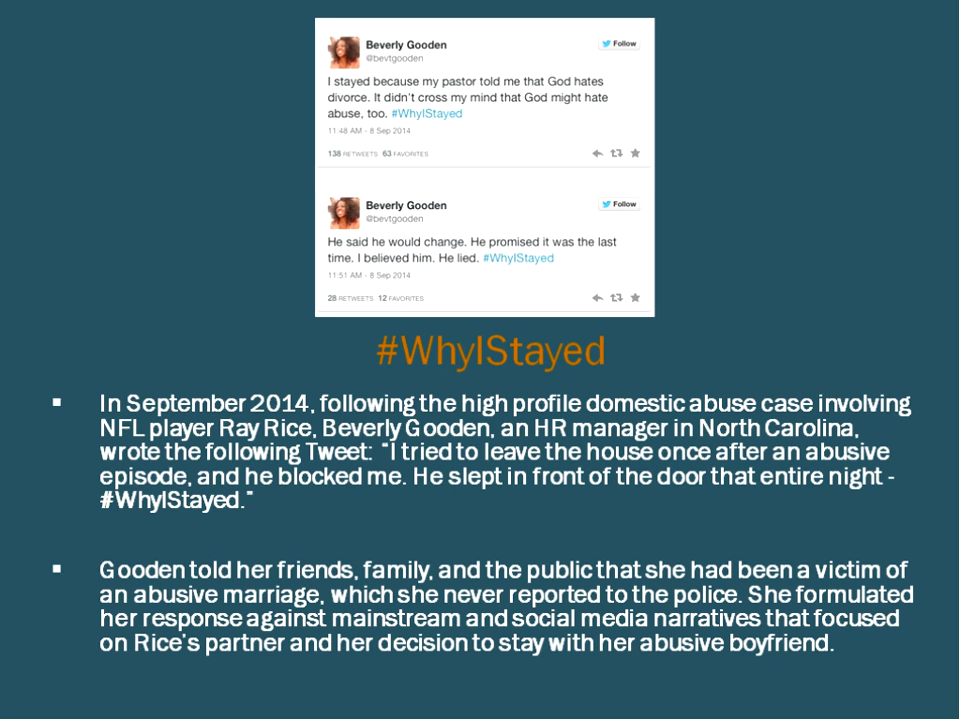 Beverly Gooden
Follow
@bevtgooden
I stayed because my pastor told me that God hates
divorce. It didn't cross my mind that God might hate
abuse, too. #WhyIStayed
11:48 AM - 8 Sep 2014
138 RETWEETS 63 FAVORITES
Beverly Gooden
Follow
@bevtgooden
He said he would change. He promised it was the last
time. I believed him. He lied. #WhyIStayed
11:51 AM - 8 Sep 2014
28 RETWEETS 12 FAVORITES
#WhyIStayed
▪ In September 2014, following the high profile domestic abuse case involving
NFL player Ray Rice, Beverly Gooden, an HR manager in North Carolina,
wrote the following Tweet: “I tried to leave the house once after an abusive
episode, and he blocked me. He slept in front of the door that entire night -
#WhyIStayed.”
▪ Gooden told her friends, family, and the public that she had been a victim of
an abusive marriage, which she never reported to the police. She formulated
her response against mainstream and social media narratives that focused
on Rice's partner and her decision to stay with her abusive boyfriend.